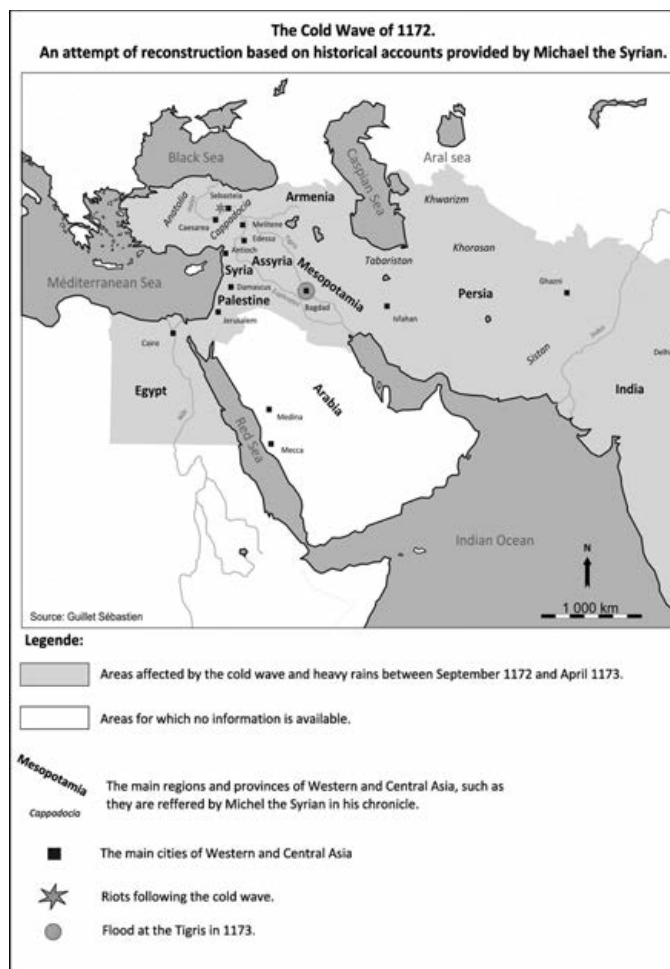 The Cold Wave of 1172.
An attempt of reconstruction based on historical accounts provided by Michael the Syrian.
Black Sea
Caspian Sea
Aral sea
Anatolia
Sebasteia
Cappadocia
Armenia
Khwarizm
Caesarea
Melitene
Edessa
Tigris
Khorasan
Antioch
Assyria
Tabaristan
Syria
Mesopotamia
Méditerranean Sea
Damascus
Euphrates
Persia
Ghazni
Palestine
Bagdad
Isfahan
Jerusalem
Indus
Cairo
Sistan
Delhi
Egypt
Arabia
India
Nile
Medina
Red Sea
Mecca
Indian Ocean
N
1 000 km
Source: Guillet Sébastien
Legende:
Areas affected by the cold wave and heavy rains between September 1172 and April 1173.
Areas for which no information is available.
Mesopotamia
Cappadocia
The main regions and provinces of Western and Central Asia, such as
they are reffered by Michel the Syrian in his chronicle.
The main cities of Western and Central Asia
Riots following the cold wave.
Flood at the Tigris in 1173.